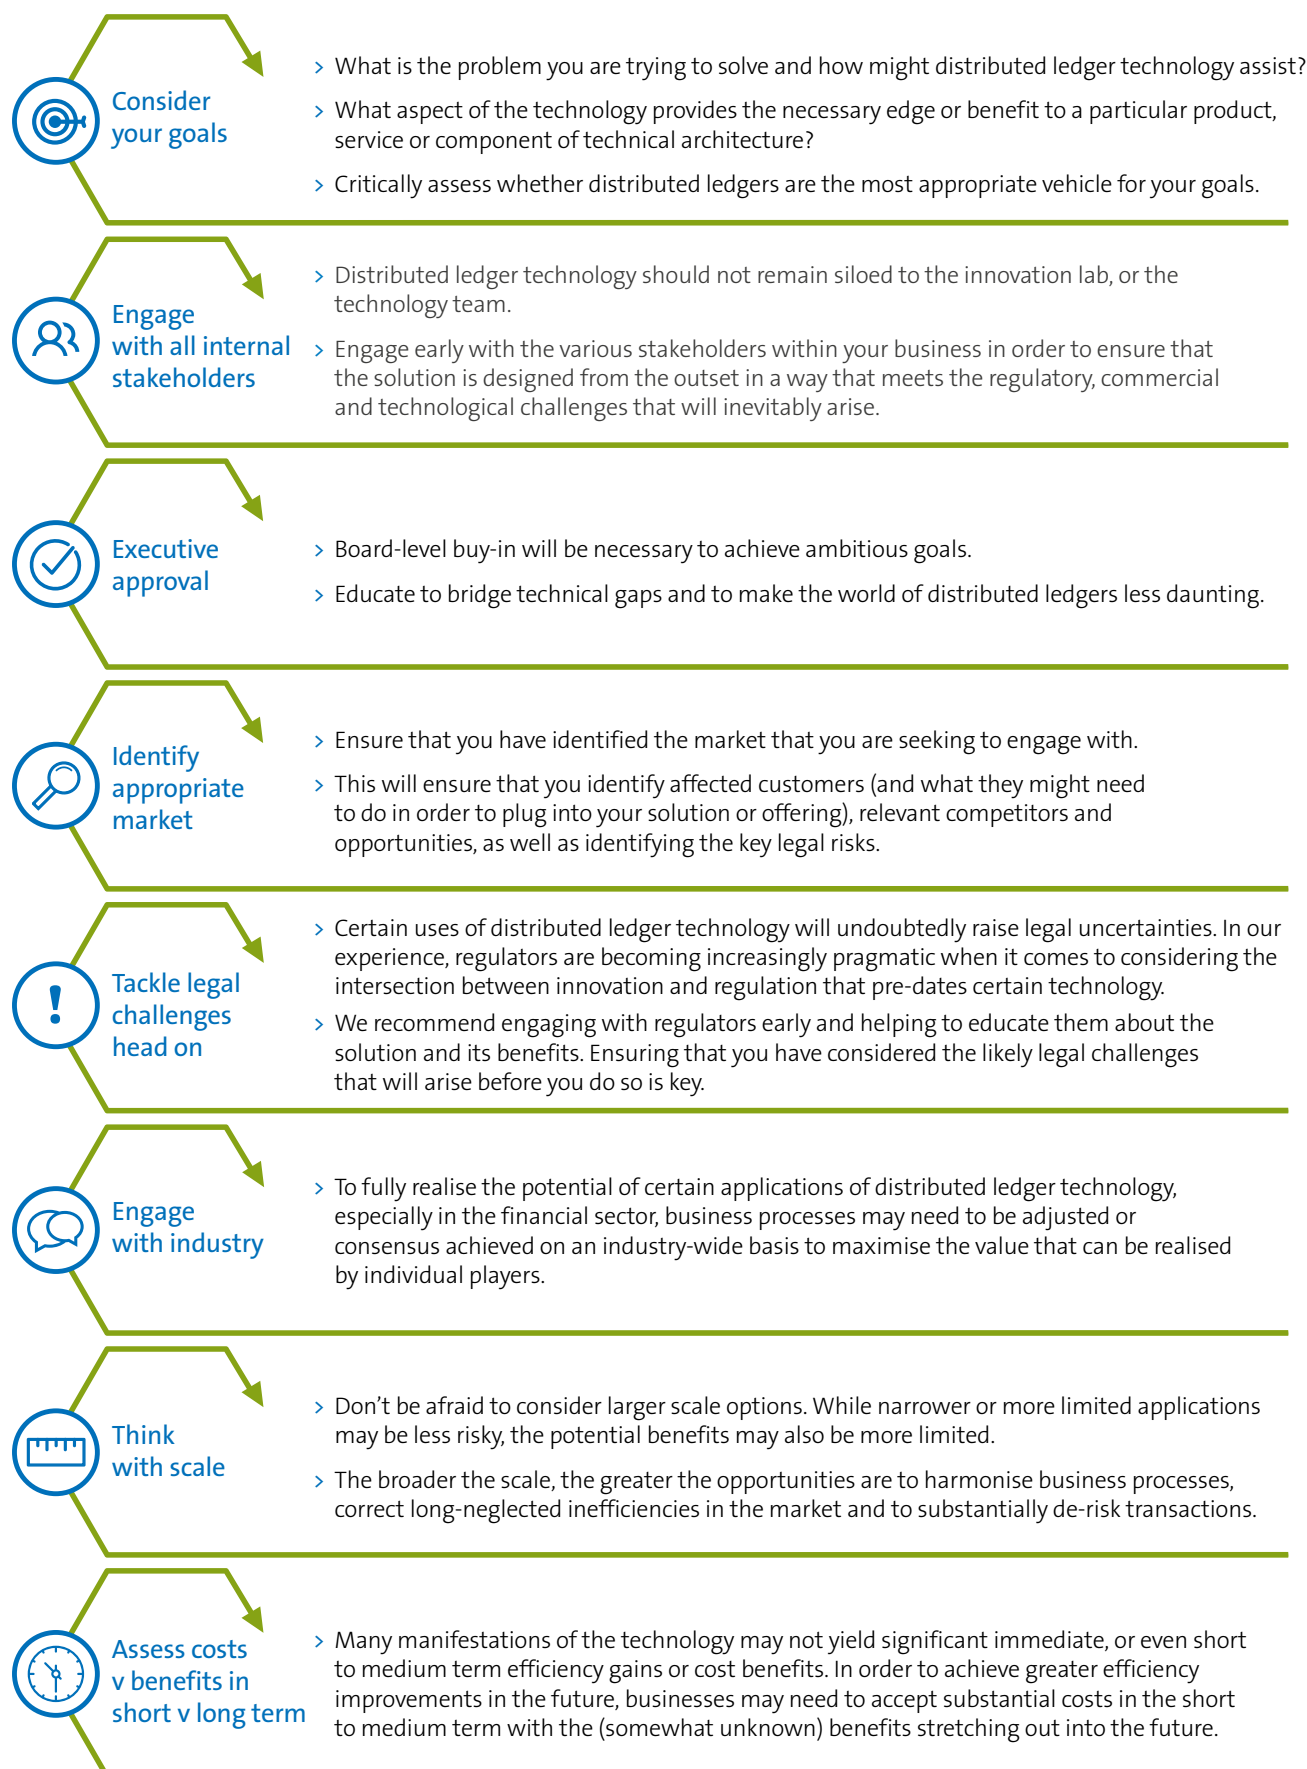 Consider
your goals
> What is the problem you are trying to solve and how might distributed ledger technology assist?
> What aspect of the technology provides the necessary edge or benefit to a particular product,
service or component of technical architecture?
> Critically assess whether distributed ledgers are the most appropriate vehicle for your goals.
Engage
with all internal
stakeholders
> Distributed ledger technology should not remain siloed to the innovation lab, or the
technology team.
> Engage early with the various stakeholders within your business in order to ensure that
the solution is designed from the outset in a way that meets the regulatory, commercial
and technological challenges that will inevitably arise.
Executive
approval
> Board-level buy-in will be necessary to achieve ambitious goals.
> Educate to bridge technical gaps and to make the world of distributed ledgers less daunting.
Identify
appropriate
market
> Ensure that you have identified the market that you are seeking to engage with.
> This will ensure that you identify affected customers (and what they might need
to do in order to plug into your solution or offering), relevant competitors and
opportunities, as well as identifying the key legal risks.
Tackle legal
challenges
head on
> Certain uses of distributed ledger technology will undoubtedly raise legal uncertainties. In our
experience, regulators are becoming increasingly pragmatic when it comes to considering the
intersection between innovation and regulation that pre-dates certain technology.
> We recommend engaging with regulators early and helping to educate them about the
solution and its benefits. Ensuring that you have considered the likely legal challenges
that will arise before you do so is key.
Engage
with industry
> To fully realise the potential of certain applications of distributed ledger technology,
especially in the financial sector, business processes may need to be adjusted or
consensus achieved on an industry-wide basis to maximise the value that can be realised
by individual players.
Think
with scale
> Don't be afraid to consider larger scale options. While narrower or more limited applications
may be less risky, the potential benefits may also be more limited.
> The broader the scale, the greater the opportunities are to harmonise business processes,
correct long-neglected inefficiencies in the market and to substantially de-risk transactions.
Assess costs
v benefits in
short v long term
> Many manifestations of the technology may not yield significant immediate, or even short
to medium term efficiency gains or cost benefits. In order to achieve greater efficiency
improvements in the future, businesses may need to accept substantial costs in the short
to medium term with the (somewhat unknown) benefits stretching out into the future.